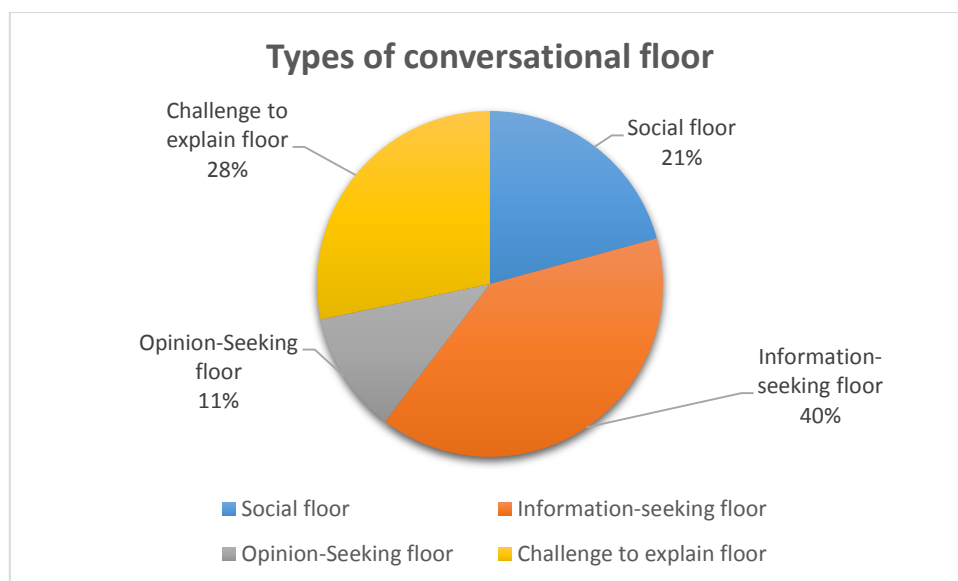 Types of conversational floor
Challenge to
explain floor
28%
Social floor
21%
Opinion-Seeking
floor
11%
Information-
seeking floor
40%
Social floor
Information-seeking floor
Opinion-Seeking floor
Challenge to explain floor